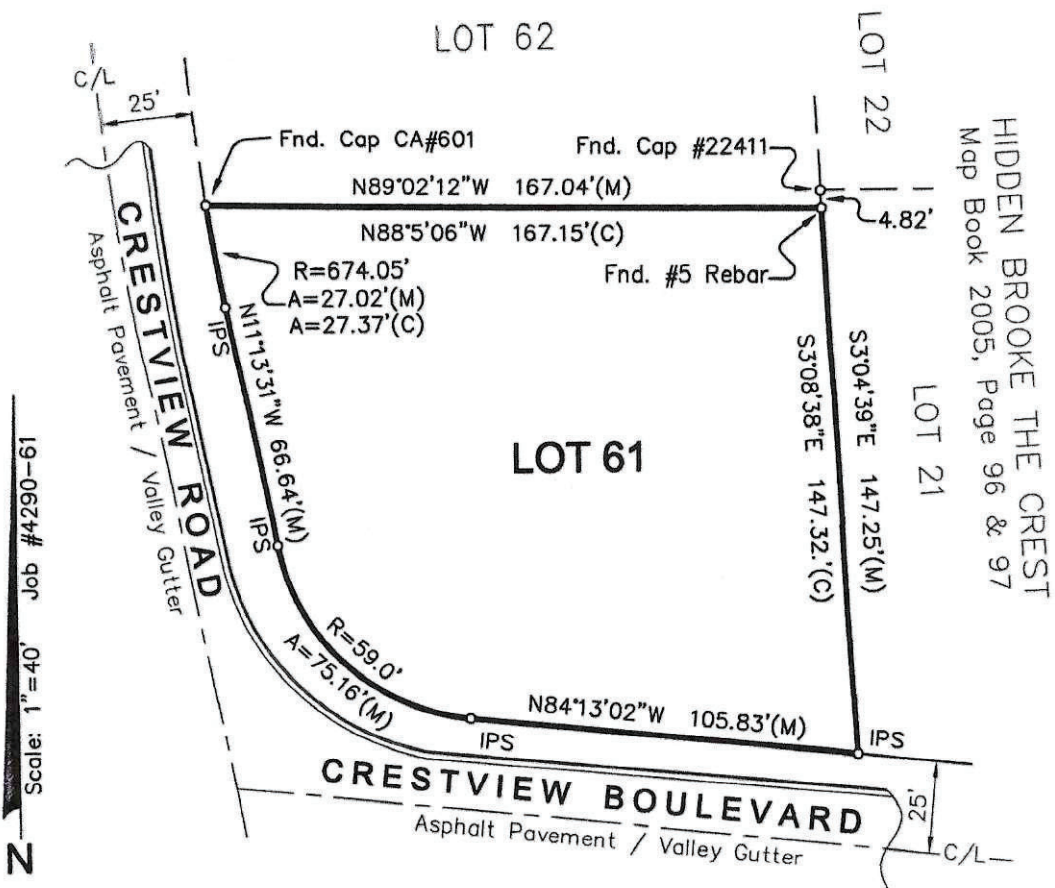 LOT 62
LOT 22
HIDDEN BROOKE THE CREST
Map Book 2005, Page 96 & 97
C/L
25'
Fnd. Cap CA#601
Fnd. Cap #22411
N89°02'12"W 167.04'(M)
4.82'
N88°5'06"W 167.15'(C)
Fnd. #5 Rebar
R=674.05'
A=27.02'(M)
A=27.37'(C)
IPS
N11°13'31"W 66.64'(M)
IPS
CRESTVIEW ROAD
Asphalt Pavement / Valley Gutter
LOT 61
S3°08'38"E 147.32.'(C)
S3°04'39"E 147.25'(M)
LOT 21
R=59.0'
A=75.16'(M)
N84°13'02"W 105.83'(M)
IPS
IPS
CRESTVIEW BOULEVARD
Asphalt Pavement / Valley Gutter
25'
C/L
Scale: 1"=40' Job #4290-61
N